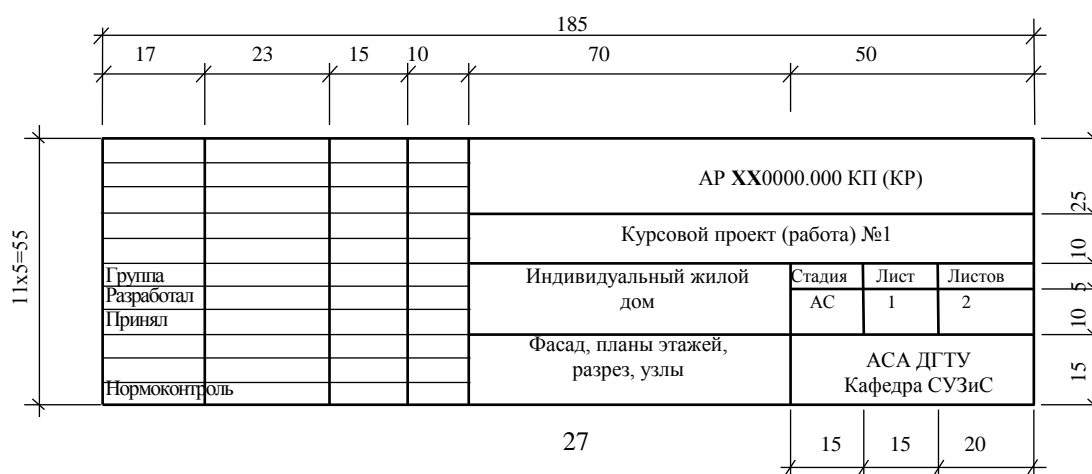 185
17 23 15 10 70 50
АР XX0000.000 КП (КР)
25
Курсовой проект (работа) №1
10
11х5=55
Группа
Индивидуальный жилой
дом
Стадия Лист Листов
5
Разработал
АС 1 2
10
Принял
Фасад, планы этажей,
разрез, узлы
АСА ДГТУ
Кафедра СУЗиС
15
Нормоконтроль
27
15 15 20